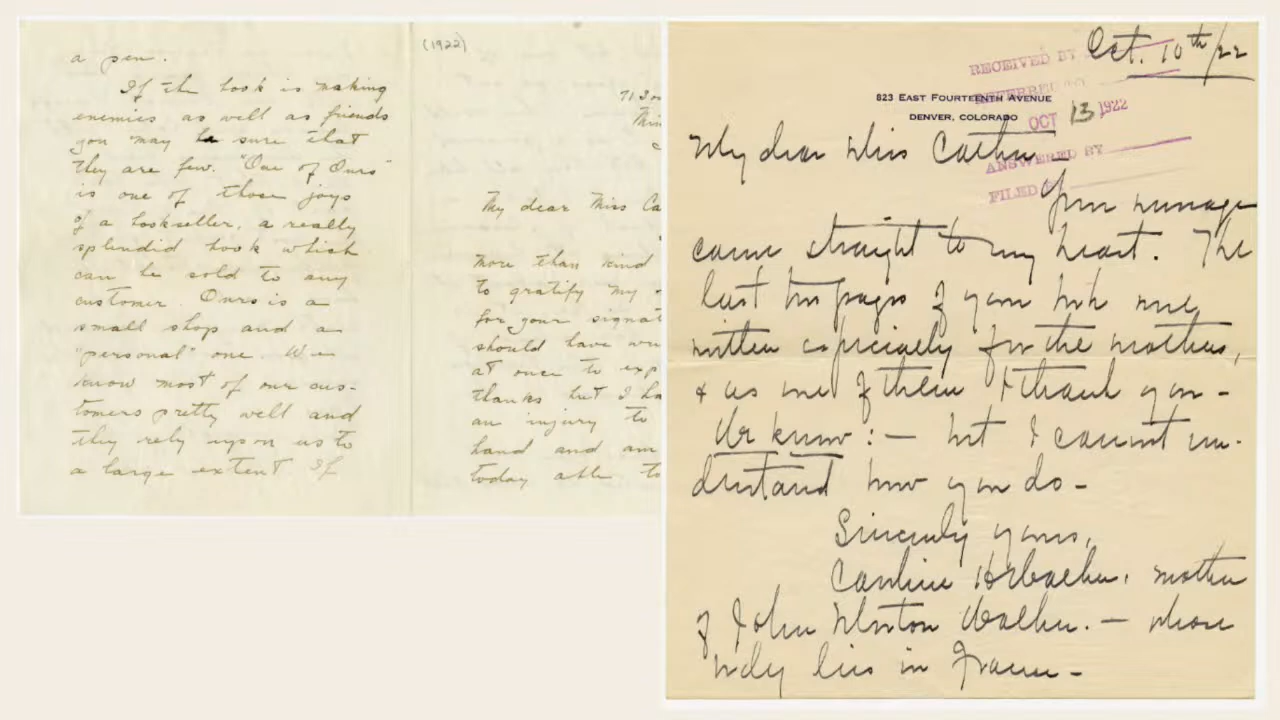 a pen.
If the book is making
enemies as well as friends
you may be sure that
they are few. "One of Ours"
is one of those joys
of a bookseller, a really
splendid book which
can be sold to any
customer. Ours is a
small shop and a
"personal" one. We
know most of our cus-
tomers pretty well and
they rely upon us to
a large extent. If
(1922)
My dear Miss Ca
more than kind
to gratify my
for your signat
should have wr
at once to exp
thanks but I ha
an injury to
hand and am
today able to
Oct. 10th/22
RECEIVED BY
REFERRED TO
823 East Fourteenth Avenue
Denver, Colorado
OCT 13 1922
ANSWERED BY
FILED
My dear Miss Cather
Your message
came straight to my heart. The
last two pages of your book were
written especially for the mothers,
& as one of them I thank you -
We know: — but I cannot un-
derstand how you do -
Sincerely yours,
Caroline Walker, mother
of John Walker. — whose
body lies in France -